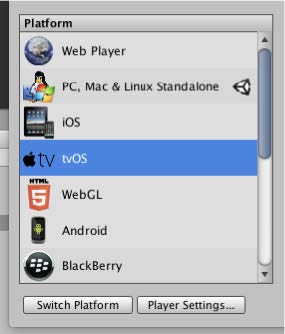 Platform
Web Player
PC, Mac & Linux Standalone
iOS
tv tvOS
HTML
5
WebGL
Android
BlackBerry
Switch Platform
Player Settings...